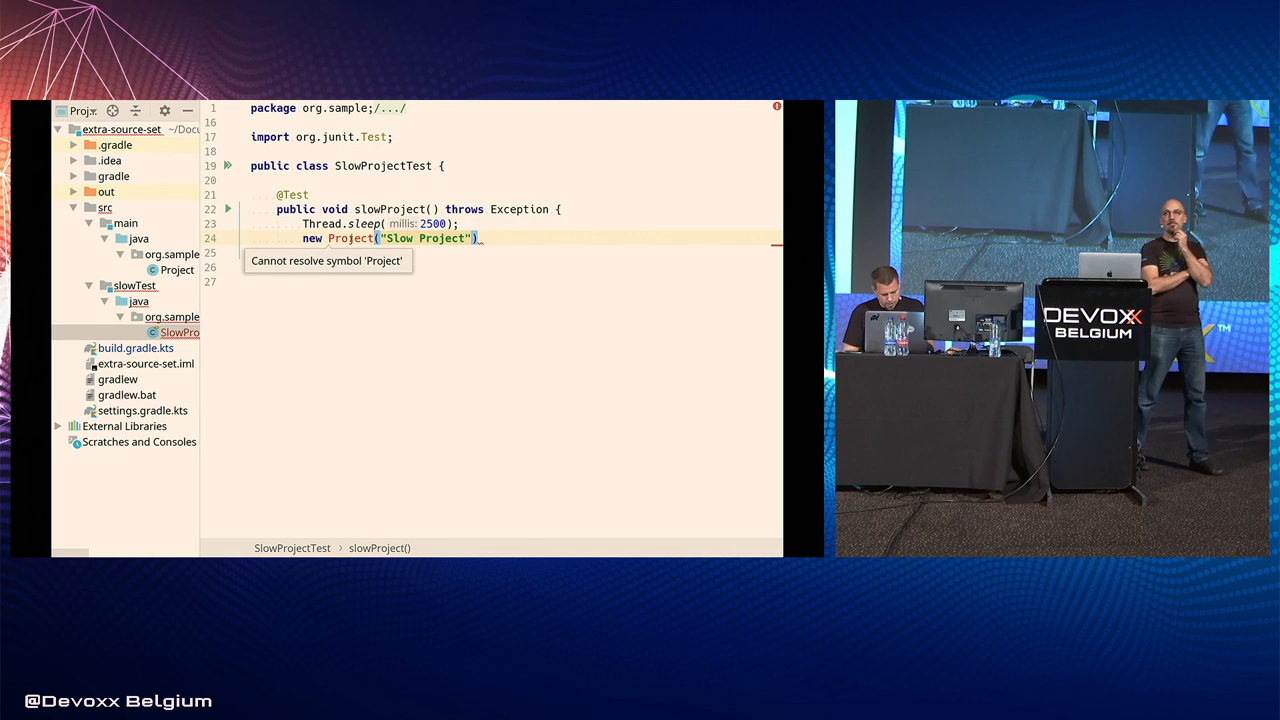 Proj
extra-source-set ~/Docu
.gradle
.idea
gradle
out
src
main
java
org.sample
Project
slowTest
java
org.sample
SlowPro
build.gradle.kts
extra-source-set.iml
gradlew
gradlew.bat
settings.gradle.kts
External Libraries
Scratches and Consoles
1 package org.sample;/.../
16
17 import org.junit.Test;
18
19 public class SlowProjectTest {
20
21 @Test
22 public void slowProject() throws Exception {
23 Thread.sleep( millis: 2500);
24 new Project("Slow Project")
25
Cannot resolve symbol 'Project'
26
27
SlowProjectTest › slowProject()
DEVOXX
BELGIUM
X™
@Devoxx Belgium